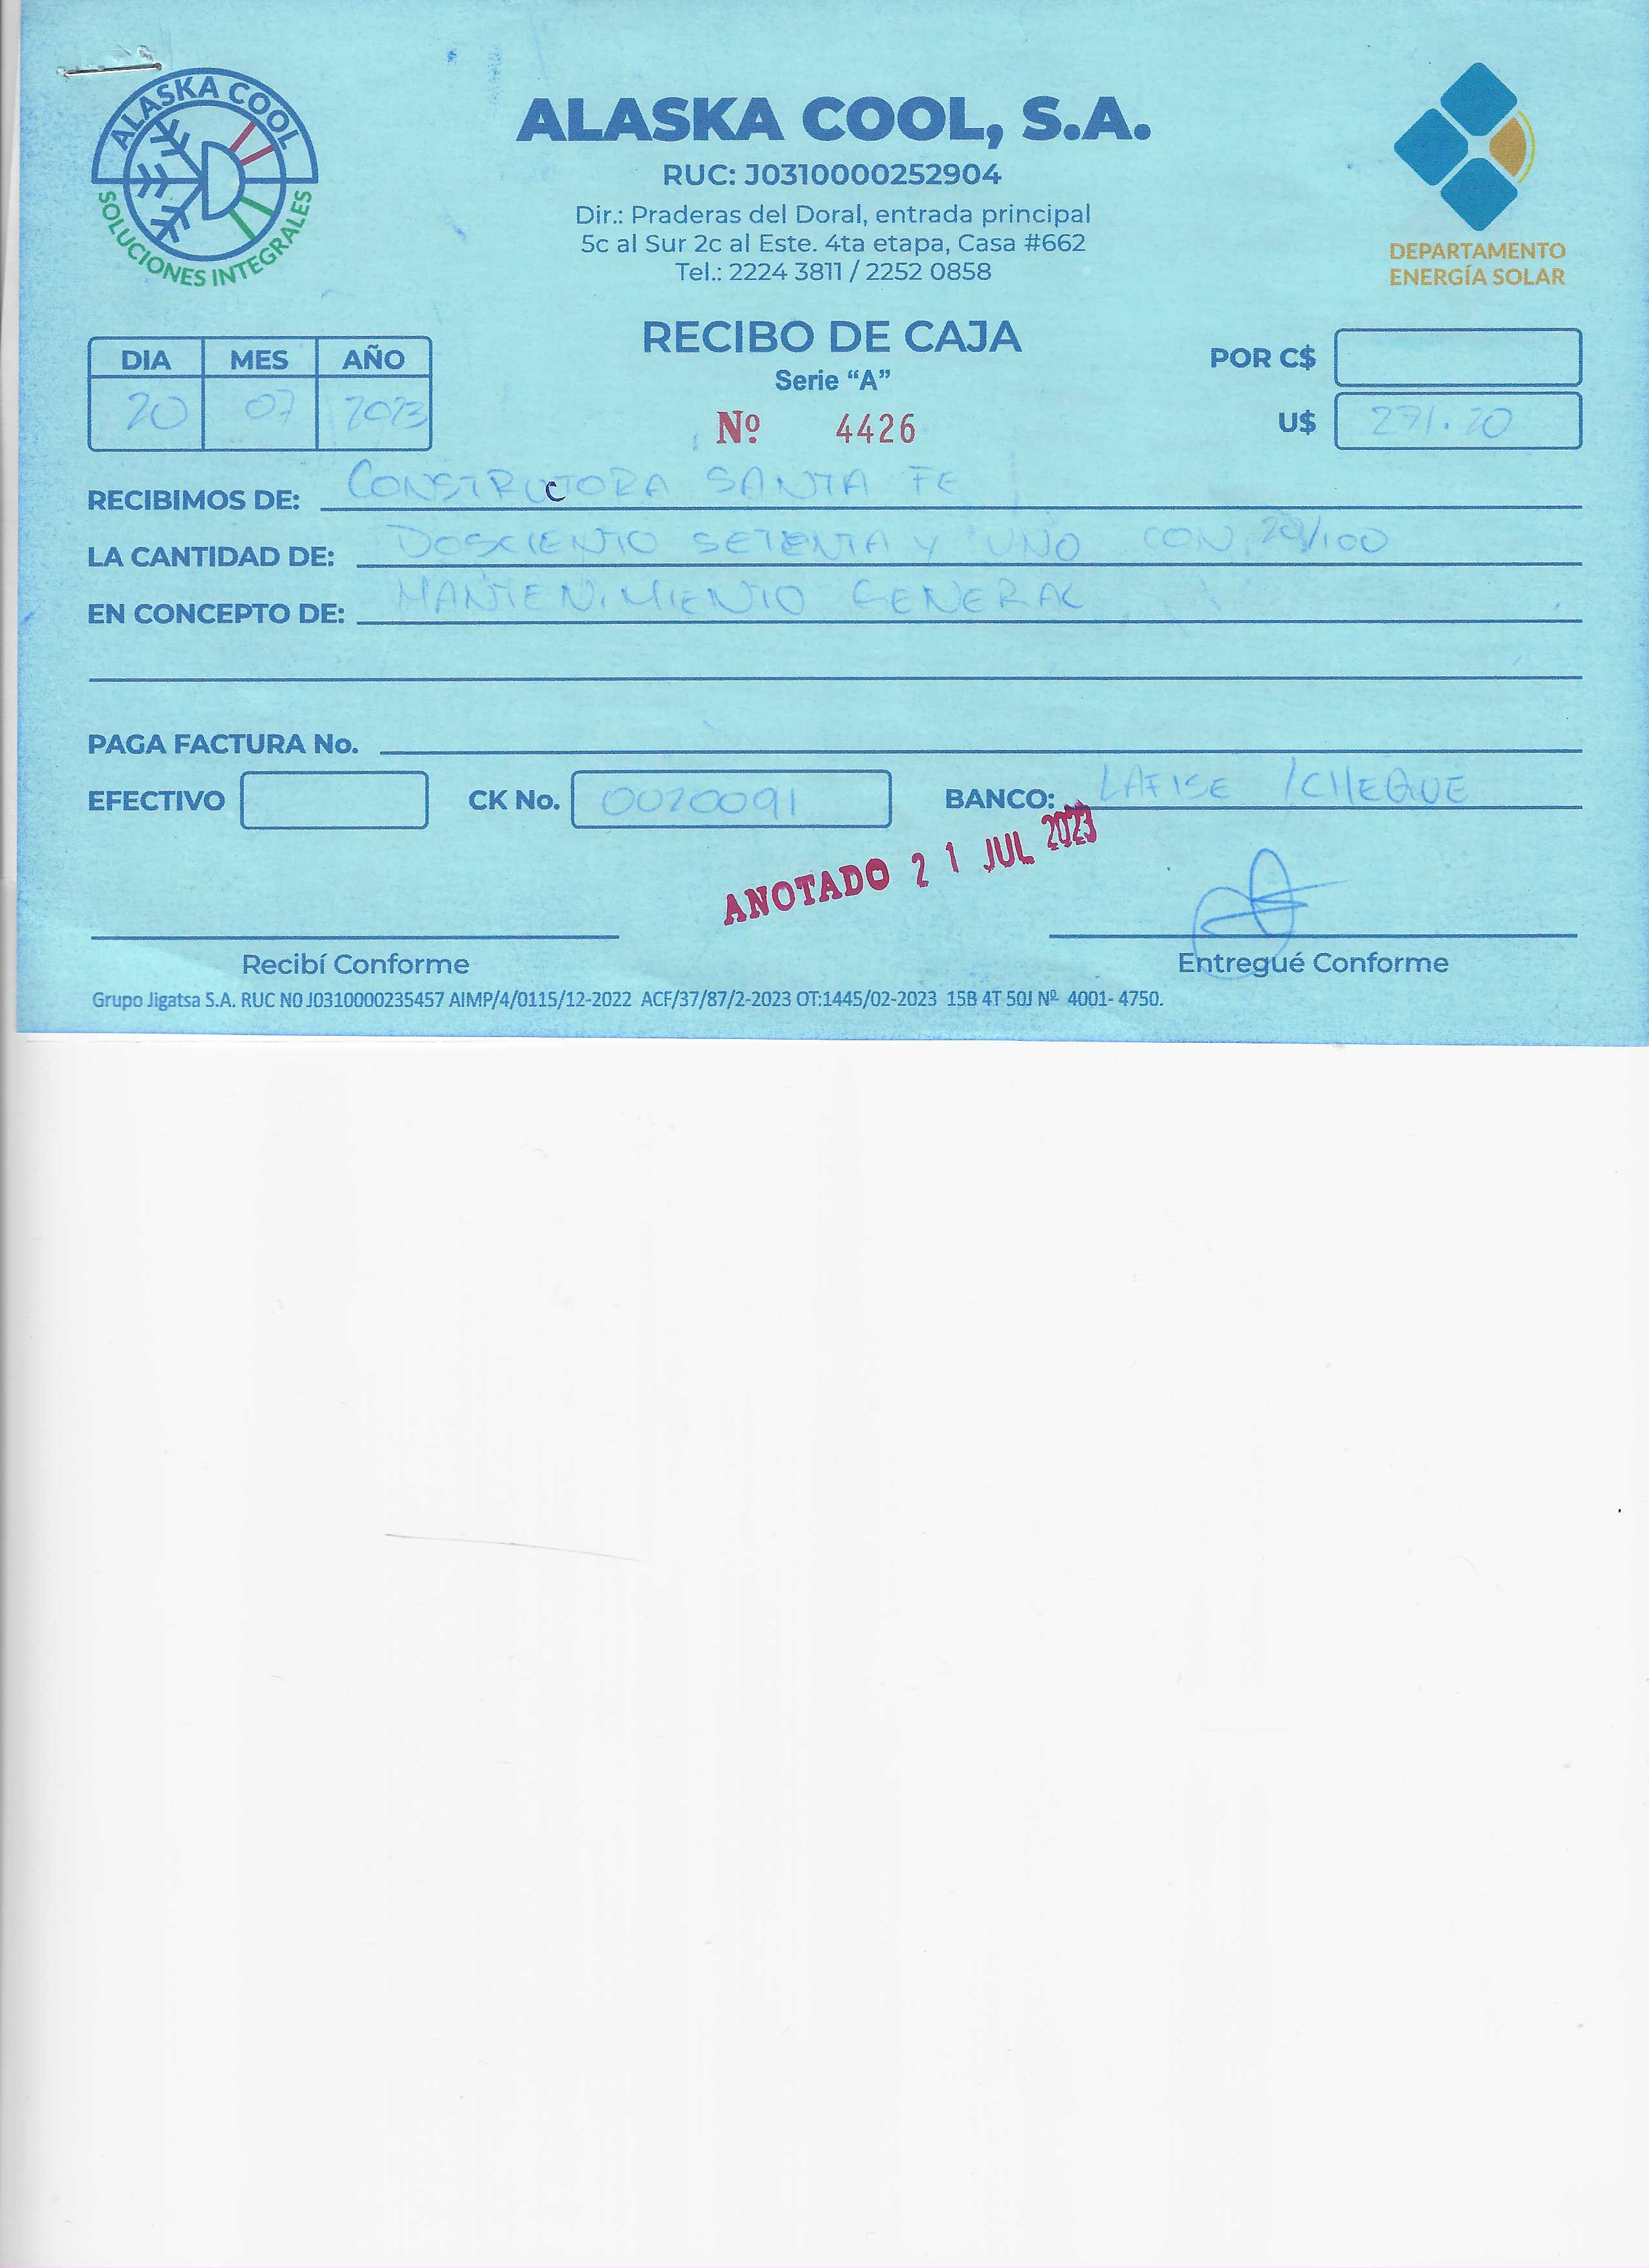 ALASKA COOL
SOLUCIONES INTEGRALES
ALASKA COOL, S.A.
RUC: J0310000252904
Dir.: Praderas del Doral, entrada principal
5c al Sur 2c al Este. 4ta etapa, Casa #662
Tel.: 2224 3811 / 2252 0858
DEPARTAMENTO
ENERGÍA SOLAR
DIA MES AÑO
20 07 2023
RECIBO DE CAJA
Serie “A”
Nº 4426
POR C$
U$ 271.20
RECIBIMOS DE: CONSTRUCTORA SANTA FE
LA CANTIDAD DE: DOSCIENTO SETENTA Y UNO CON 20/100
EN CONCEPTO DE: MANTENIMIENTO GENERAL
PAGA FACTURA No.
EFECTIVO CK No. 0020091 BANCO: LAFISE / CHEQUE
ANOTADO 21 JUL 2023
Recibí Conforme Entregué Conforme
Grupo Jigatsa S.A. RUC N0 J0310000235457 AIMP/4/0115/12-2022 ACF/37/87/2-2023 OT:1445/02-2023 15B 4T 50J Nº 4001- 4750.